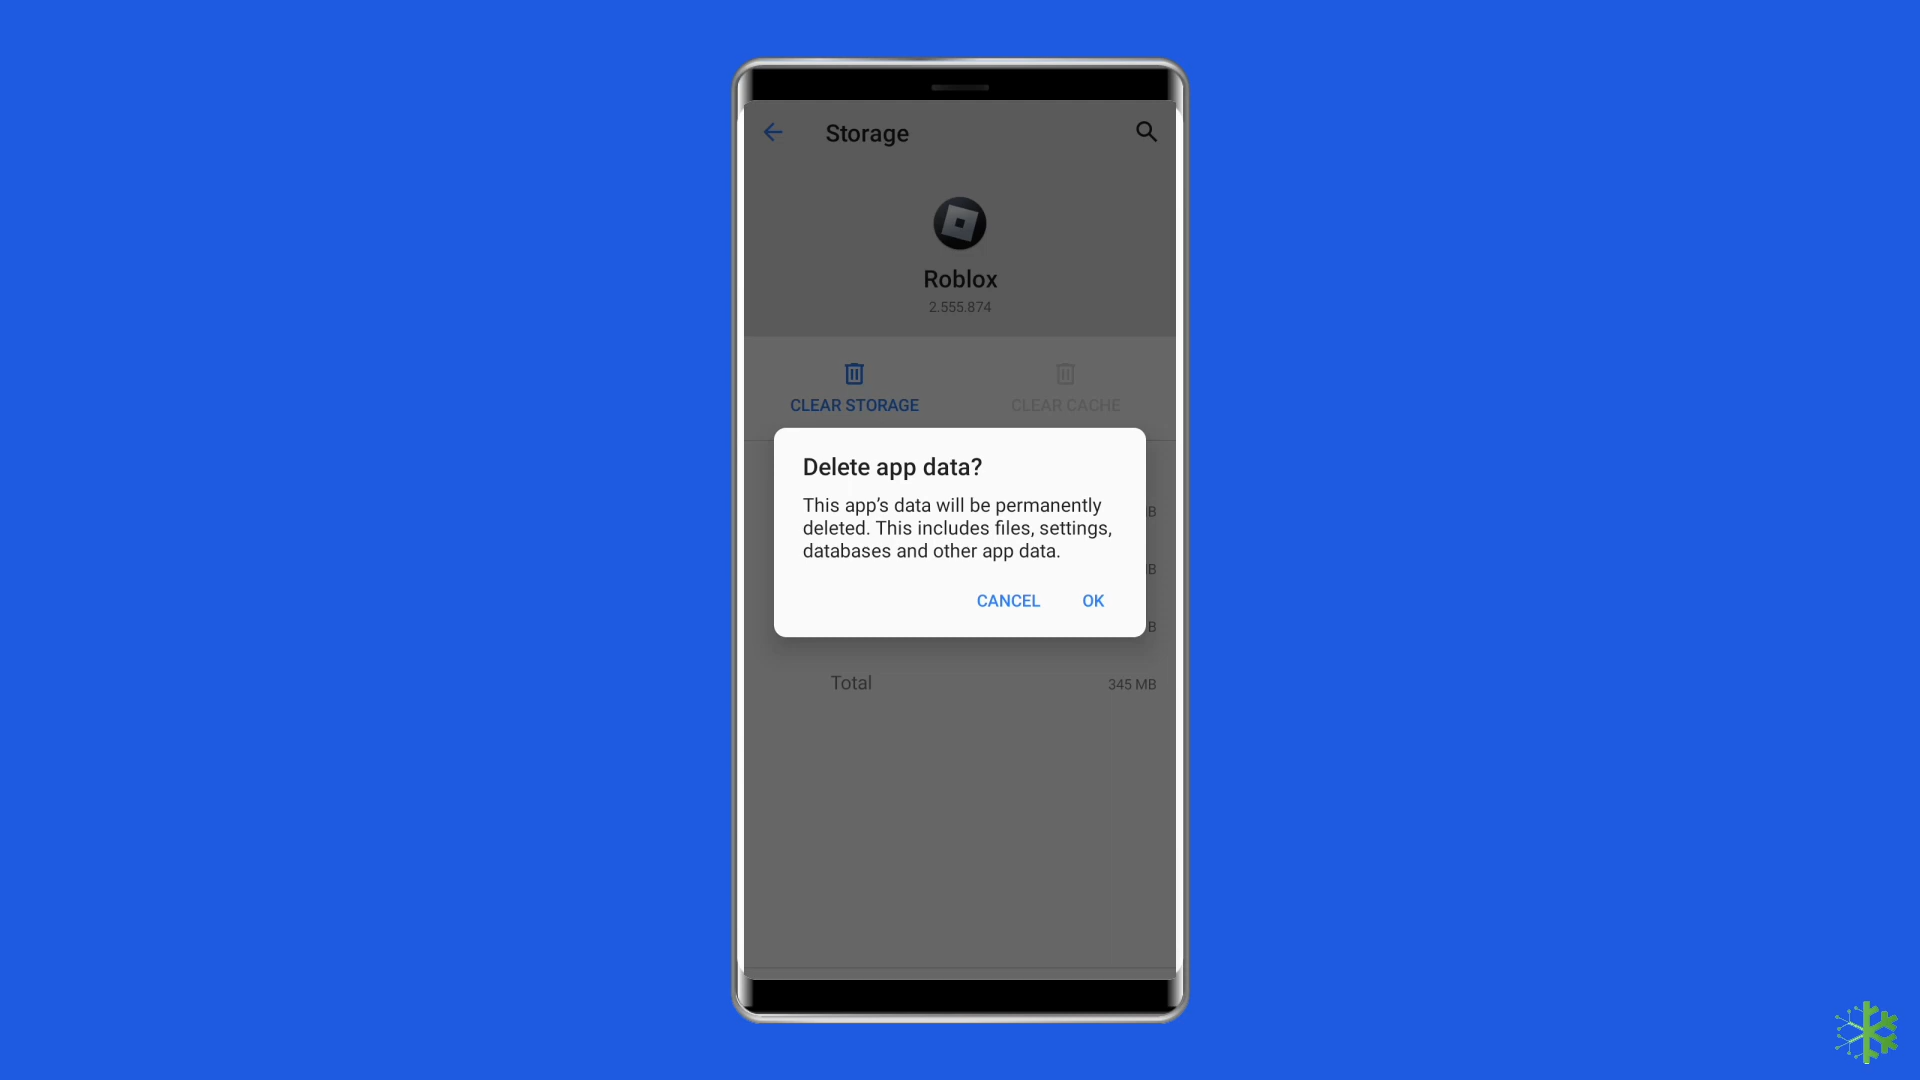 Storage
Roblox
2.555.874
CLEAR STORAGE
CLEAR CACHE
Delete app data?
This app’s data will be permanently
deleted. This includes files, settings,
databases and other app data.
B
B
B
CANCEL
OK
Total
345 MB